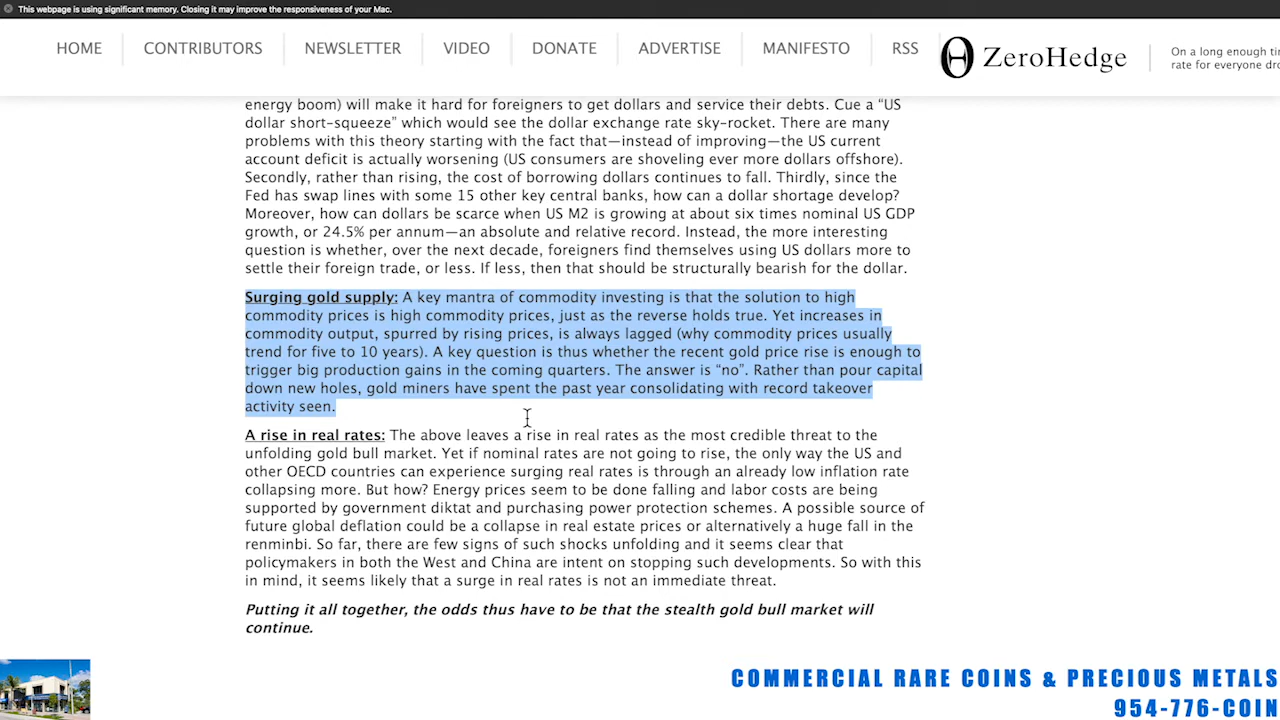 This webpage is using significant memory. Closing it may improve the responsiveness of your Mac.
HOME CONTRIBUTORS NEWSLETTER VIDEO DONATE ADVERTISE MANIFESTO RSS
ZeroHedge
On a long enough
rate for everyone
energy boom) will make it hard for foreigners to get dollars and service their debts. Cue a “US
dollar short-squeeze” which would see the dollar exchange rate sky-rocket. There are many
problems with this theory starting with the fact that—instead of improving—the US current
account deficit is actually worsening (US consumers are shoveling ever more dollars offshore).
Secondly, rather than rising, the cost of borrowing dollars continues to fall. Thirdly, since the
Fed has swap lines with some 15 other key central banks, how can a dollar shortage develop?
Moreover, how can dollars be scarce when US M2 is growing at about six times nominal US GDP
growth, or 24.5% per annum—an absolute and relative record. Instead, the more interesting
question is whether, over the next decade, foreigners find themselves using US dollars more to
settle their foreign trade, or less. If less, then that should be structurally bearish for the dollar.
Surging gold supply: A key mantra of commodity investing is that the solution to high
commodity prices is high commodity prices, just as the reverse holds true. Yet increases in
commodity output, spurred by rising prices, is always lagged (why commodity prices usually
trend for five to 10 years). A key question is thus whether the recent gold price rise is enough to
trigger big production gains in the coming quarters. The answer is “no”. Rather than pour capital
down new holes, gold miners have spent the past year consolidating with record takeover
activity seen.
A rise in real rates: The above leaves a rise in real rates as the most credible threat to the
unfolding gold bull market. Yet if nominal rates are not going to rise, the only way the US and
other OECD countries can experience surging real rates is through an already low inflation rate
collapsing more. But how? Energy prices seem to be done falling and labor costs are being
supported by government diktat and purchasing power protection schemes. A possible source of
future global deflation could be a collapse in real estate prices or alternatively a huge fall in the
renminbi. So far, there are few signs of such shocks unfolding and it seems clear that
policymakers in both the West and China are intent on stopping such developments. So with this
in mind, it seems likely that a surge in real rates is not an immediate threat.
Putting it all together, the odds thus have to be that the stealth gold bull market will
continue.
COMMERCIAL RARE COINS & PRECIOUS METALS
954-776-COIN